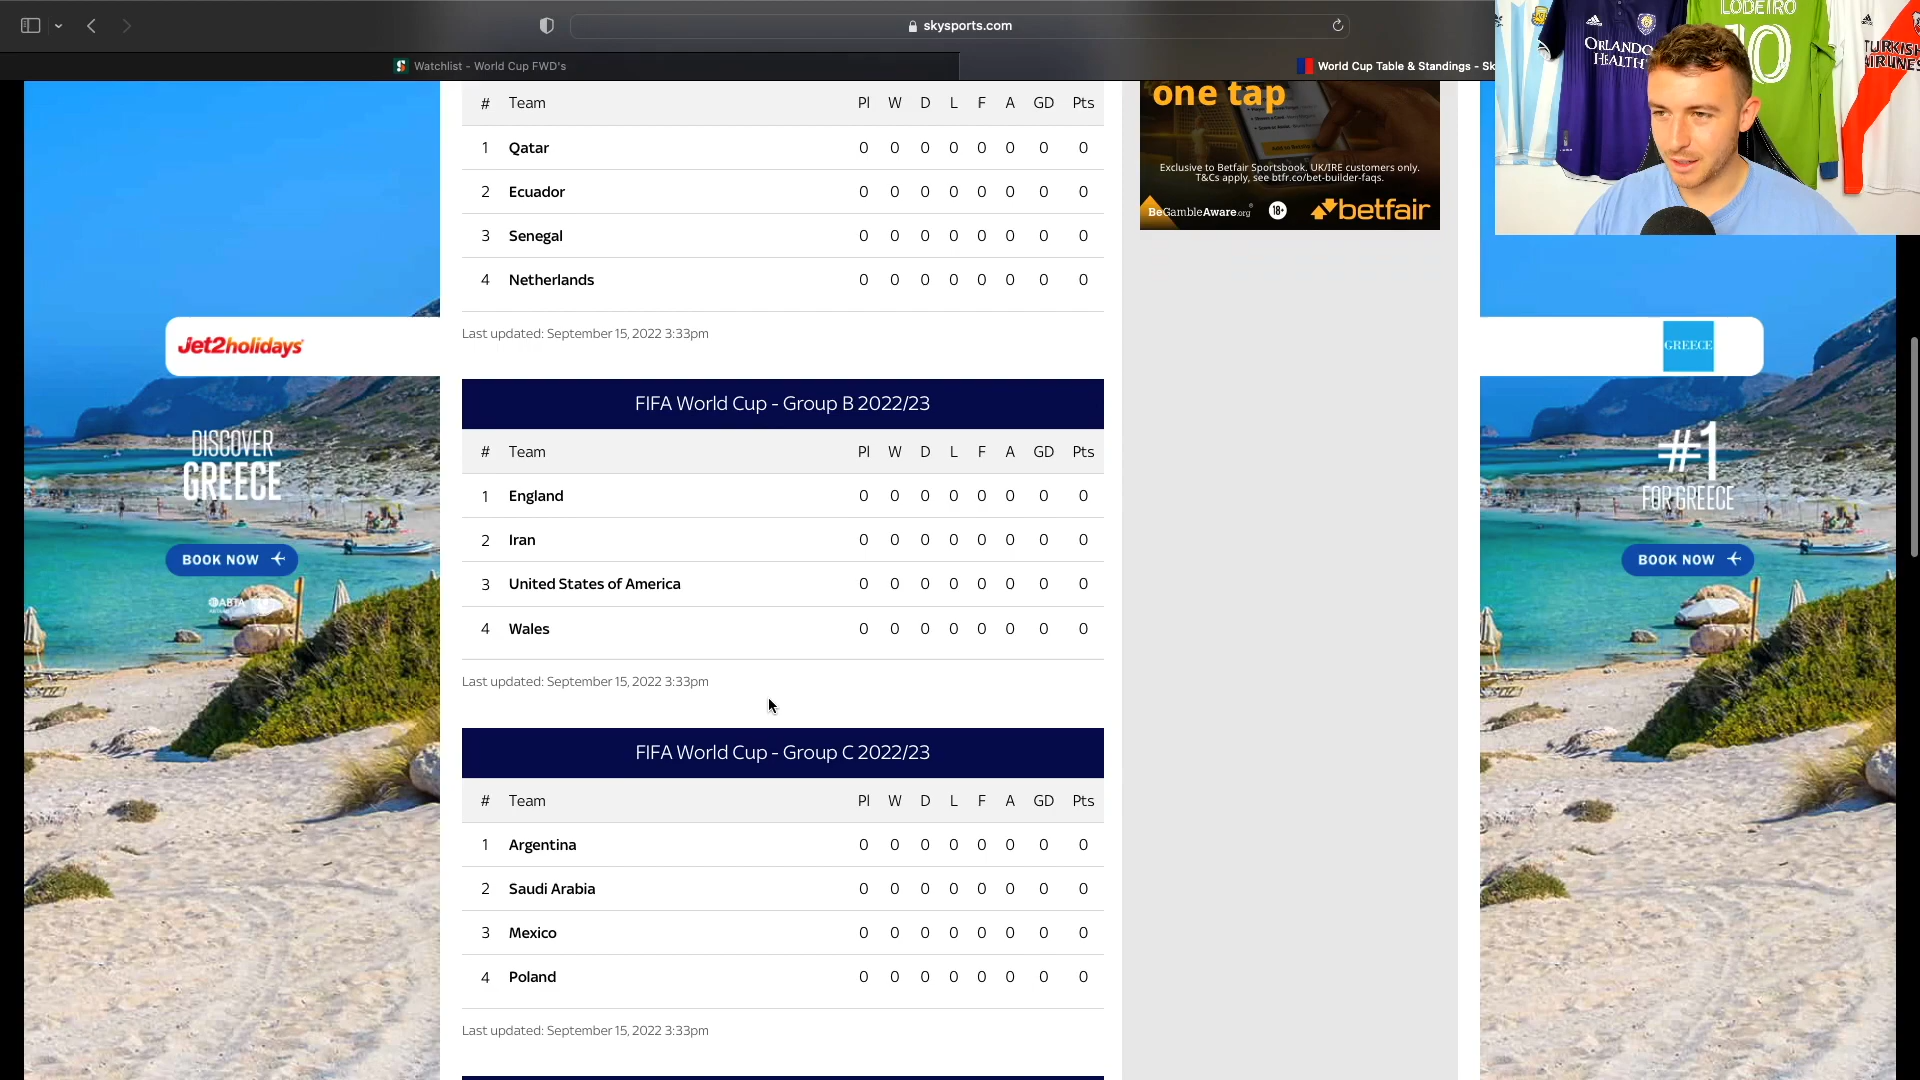 skysports.com
Watchlist - World Cup FWD's
World Cup Table & Standings - Sk
# Team Pl W D L F A GD Pts
1 Qatar 0 0 0 0 0 0 0 0
2 Ecuador 0 0 0 0 0 0 0 0
3 Senegal 0 0 0 0 0 0 0 0
4 Netherlands 0 0 0 0 0 0 0 0
Last updated: September 15, 2022 3:33pm
FIFA World Cup - Group B 2022/23
# Team Pl W D L F A GD Pts
1 England 0 0 0 0 0 0 0 0
2 Iran 0 0 0 0 0 0 0 0
3 United States of America 0 0 0 0 0 0 0 0
4 Wales 0 0 0 0 0 0 0 0
Last updated: September 15, 2022 3:33pm
FIFA World Cup - Group C 2022/23
# Team Pl W D L F A GD Pts
1 Argentina 0 0 0 0 0 0 0 0
2 Saudi Arabia 0 0 0 0 0 0 0 0
3 Mexico 0 0 0 0 0 0 0 0
4 Poland 0 0 0 0 0 0 0 0
Last updated: September 15, 2022 3:33pm
one tap
Exclusive to Betfair Sportsbook. UK/IRE customers only.
T&Cs apply, see btfr.co/bet-builder-faqs.
BeGambleAware.org® 18+ betfair
Jet2holidays
DISCOVER
GREECE
BOOK NOW
ABTA
GREECE
#1
FOR GREECE
BOOK NOW
ORLANDO
HEALTH
LODEIRO
10
TURKISH
AIRLINES